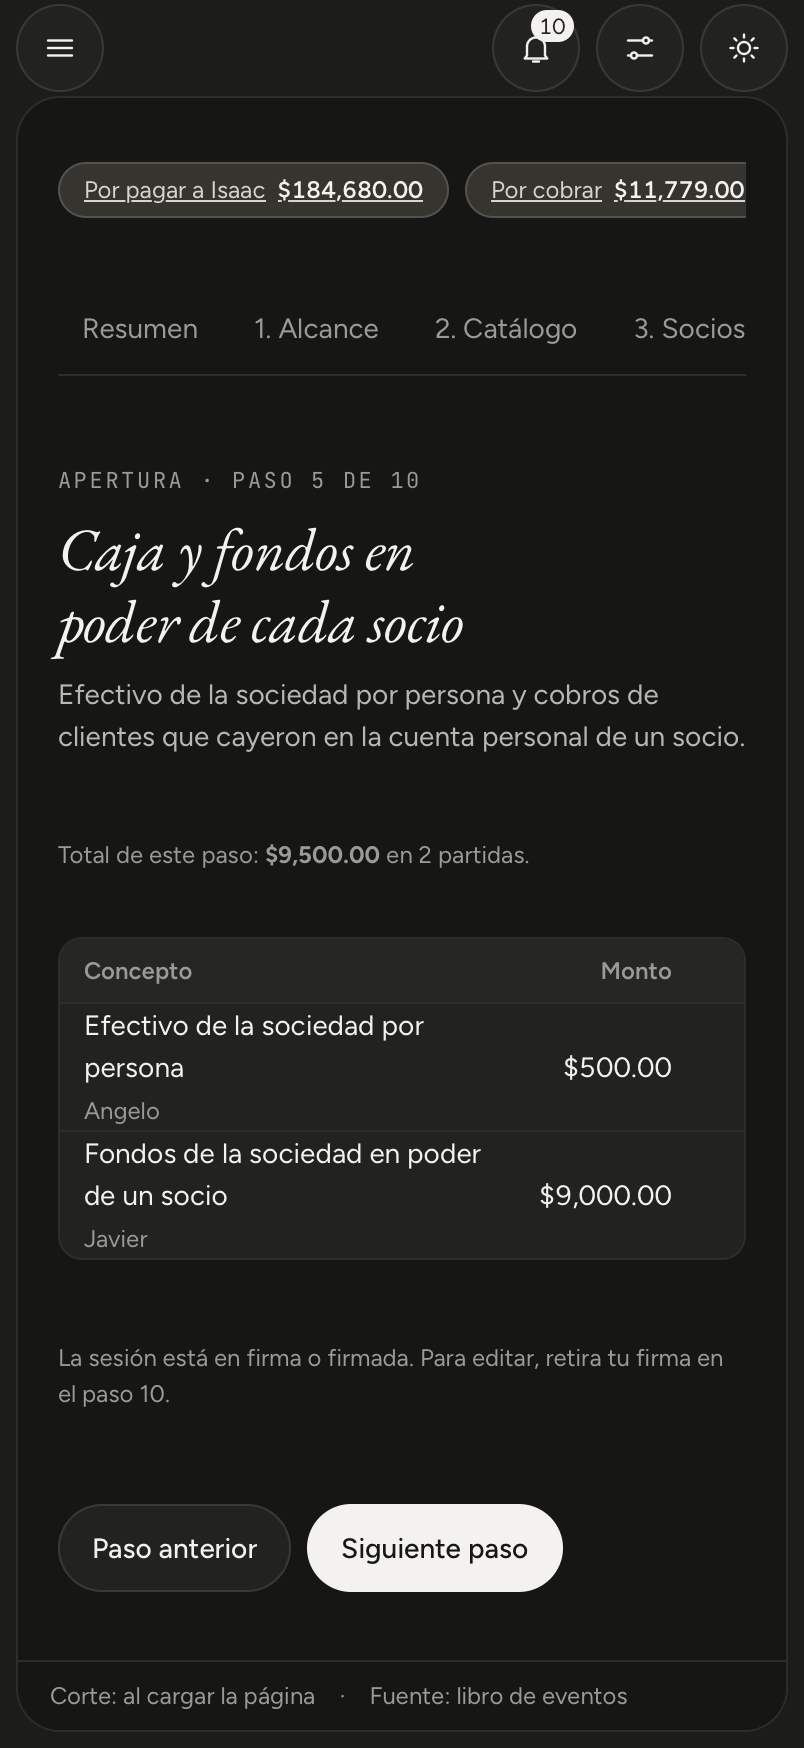 10
Por pagar a Isaac $184,680.00 Por cobrar $11,779.00
Resumen 1. Alcance 2. Catálogo 3. Socios
APERTURA · PASO 5 DE 10
Caja y fondos en
poder de cada socio
Efectivo de la sociedad por persona y cobros de
clientes que cayeron en la cuenta personal de un socio.
Total de este paso: $9,500.00 en 2 partidas.
Concepto Monto
Efectivo de la sociedad por
persona $500.00
Angelo
Fondos de la sociedad en poder
de un socio $9,000.00
Javier
La sesión está en firma o firmada. Para editar, retira tu firma en
el paso 10.
Paso anterior Siguiente paso
Corte: al cargar la página · Fuente: libro de eventos